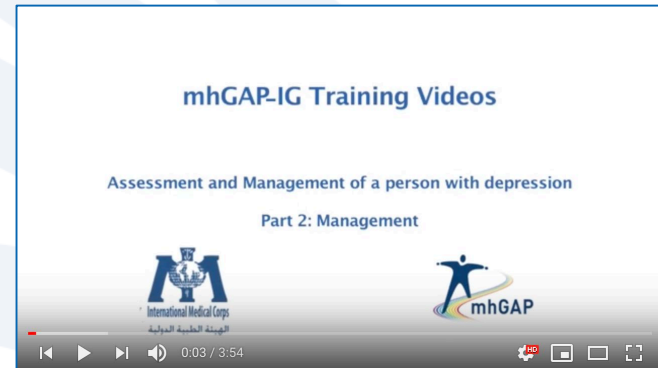 mhGAP-IG Training Videos
Assessment and Management of a person with depression
Part 2: Management
International Medical Corps
الهيئة الطبية الدولية
mhGAP
0:03 / 3:54
HD